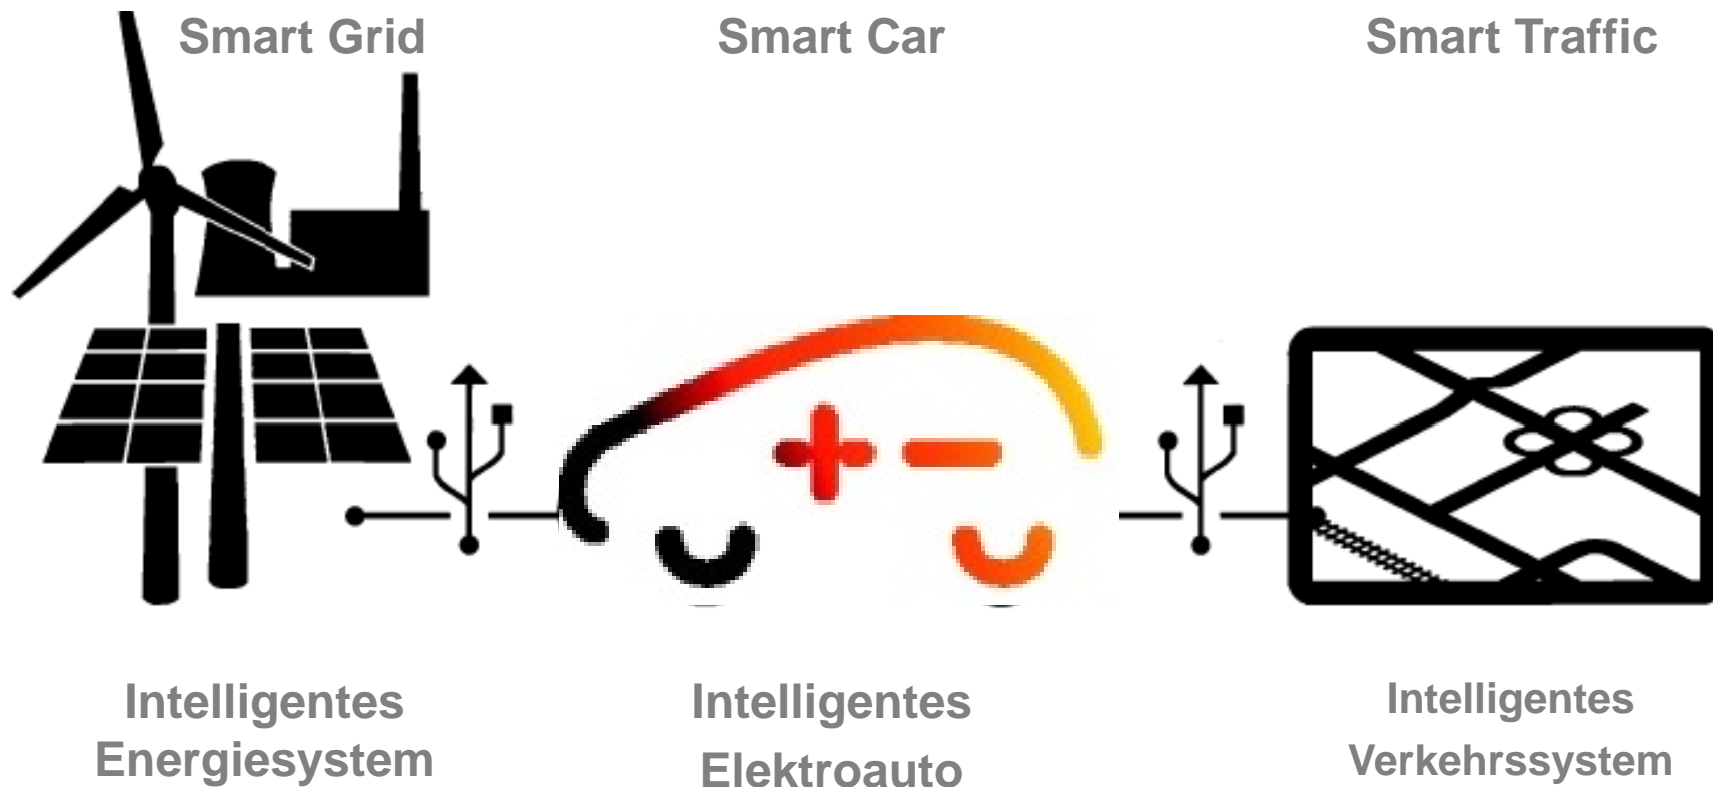 Smart Grid
Smart Car
Smart Traffic
Intelligentes
Energiesystem
Intelligentes
Elektroauto
Intelligentes
Verkehrssystem